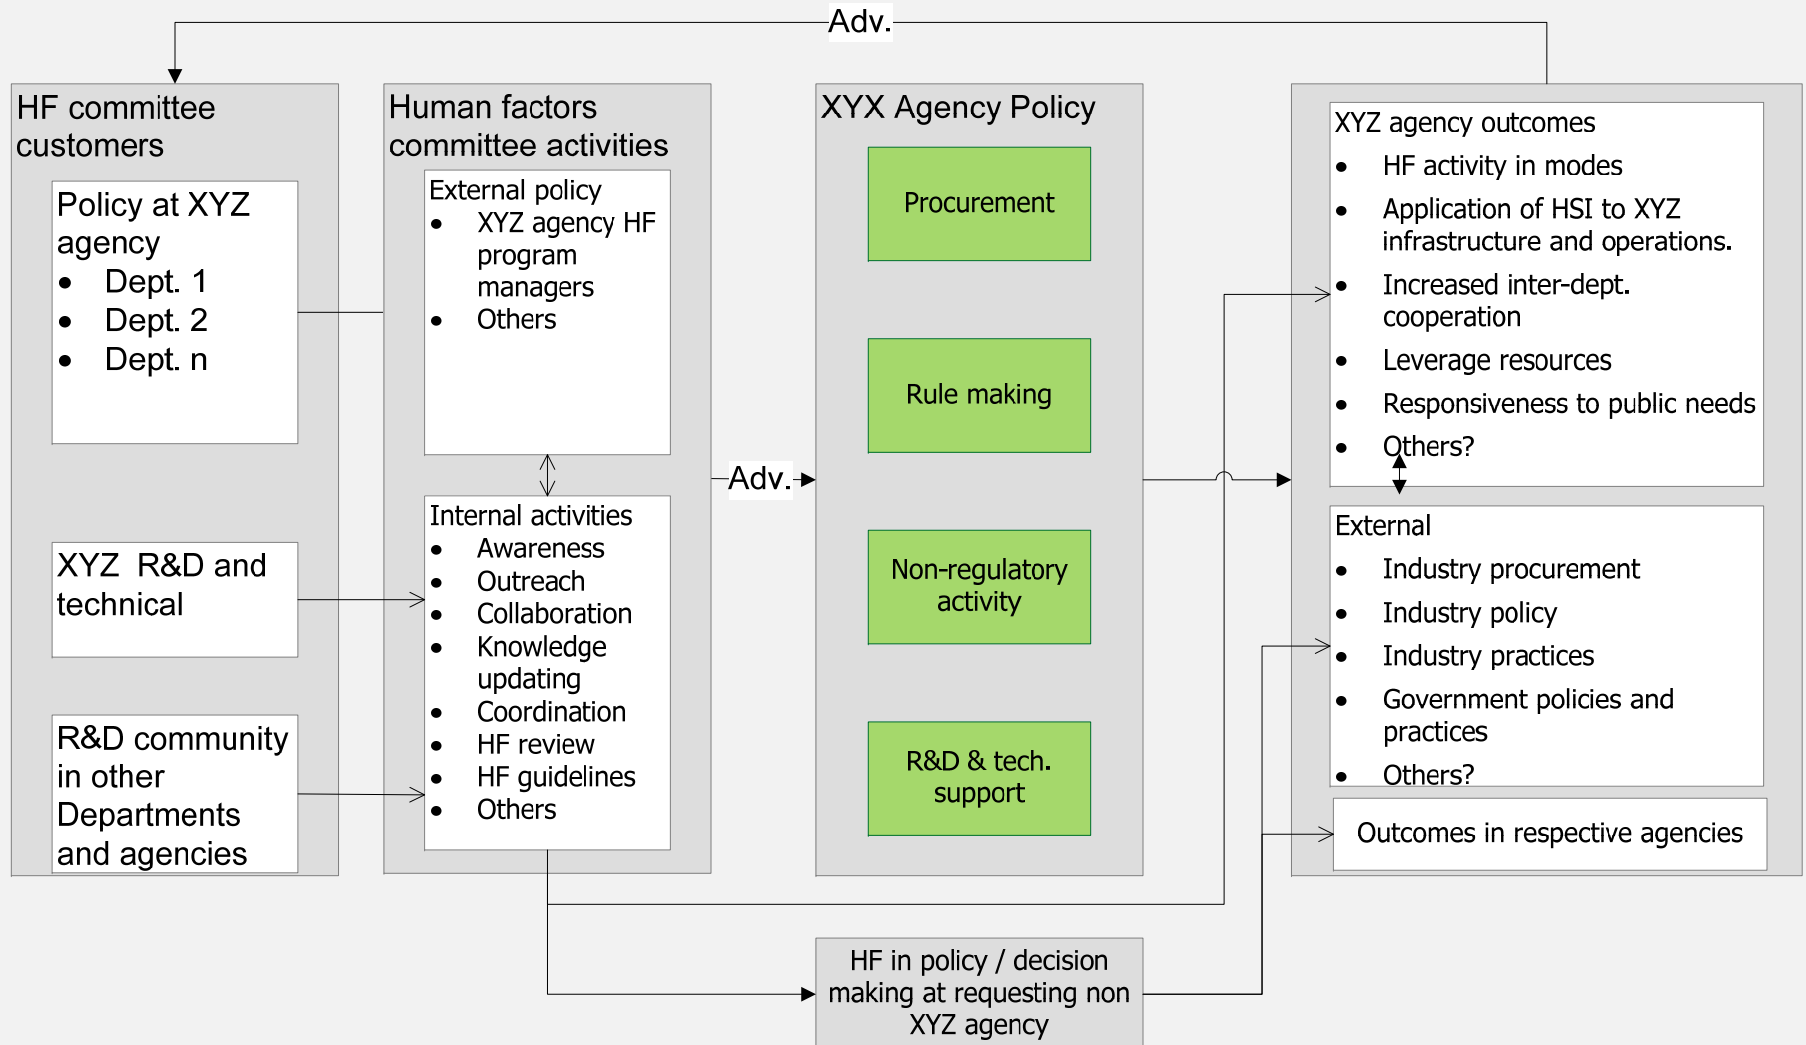 Adv.
HF committee
customers
Policy at XYZ
agency
• Dept. 1
• Dept. 2
• Dept. n
XYZ R&D and
technical
R&D community
in other
Departments
and agencies
Human factors
committee activities
External policy
• XYZ agency HF
program
managers
• Others
Internal activities
• Awareness
• Outreach
• Collaboration
• Knowledge
updating
• Coordination
• HF review
• HF guidelines
• Others
Adv.
XYX Agency Policy
Procurement
Rule making
Non-regulatory
activity
R&D & tech.
support
HF in policy / decision
making at requesting non
XYZ agency
XYZ agency outcomes
• HF activity in modes
• Application of HSI to XYZ
infrastructure and operations.
• Increased inter-dept.
cooperation
• Leverage resources
• Responsiveness to public needs
• Others?
External
• Industry procurement
• Industry policy
• Industry practices
• Government policies and
practices
• Others?
Outcomes in respective agencies